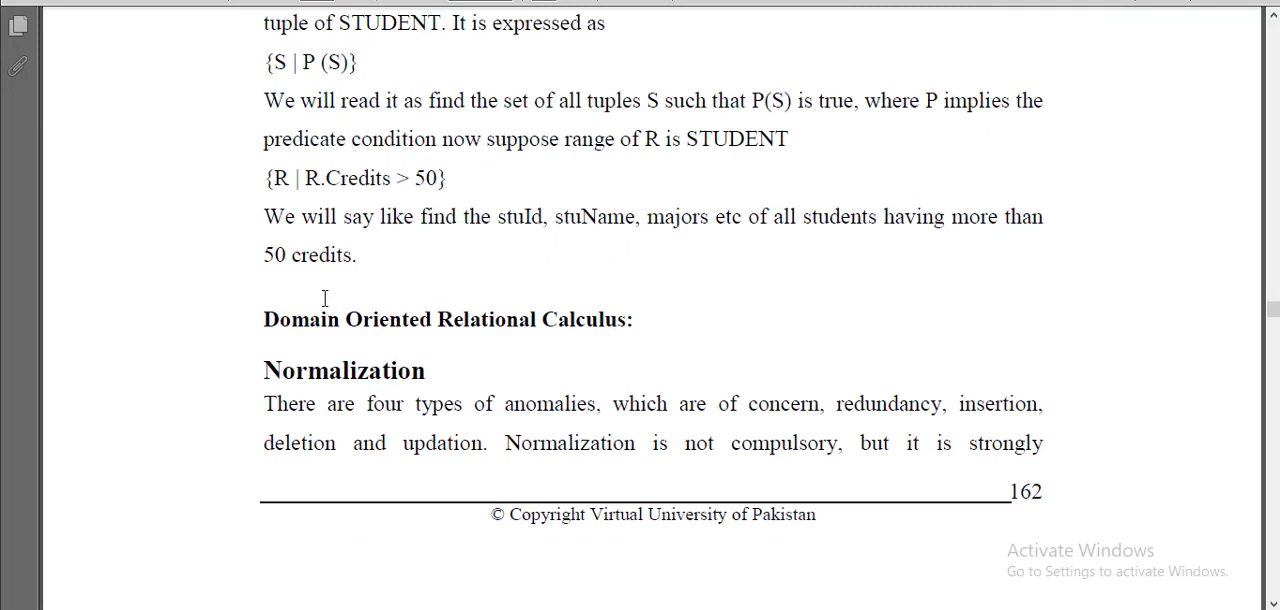 tuple of STUDENT. It is expressed as
{S | P (S)}
We will read it as find the set of all tuples S such that P(S) is true, where P implies the
predicate condition now suppose range of R is STUDENT
{R | R.Credits > 50}
We will say like find the stuId, stuName, majors etc of all students having more than
50 credits.
Domain Oriented Relational Calculus:
Normalization
There are four types of anomalies, which are of concern, redundancy, insertion,
deletion and updation. Normalization is not compulsory, but it is strongly
162
© Copyright Virtual University of Pakistan
Activate Windows
Go to Settings to activate Windows.